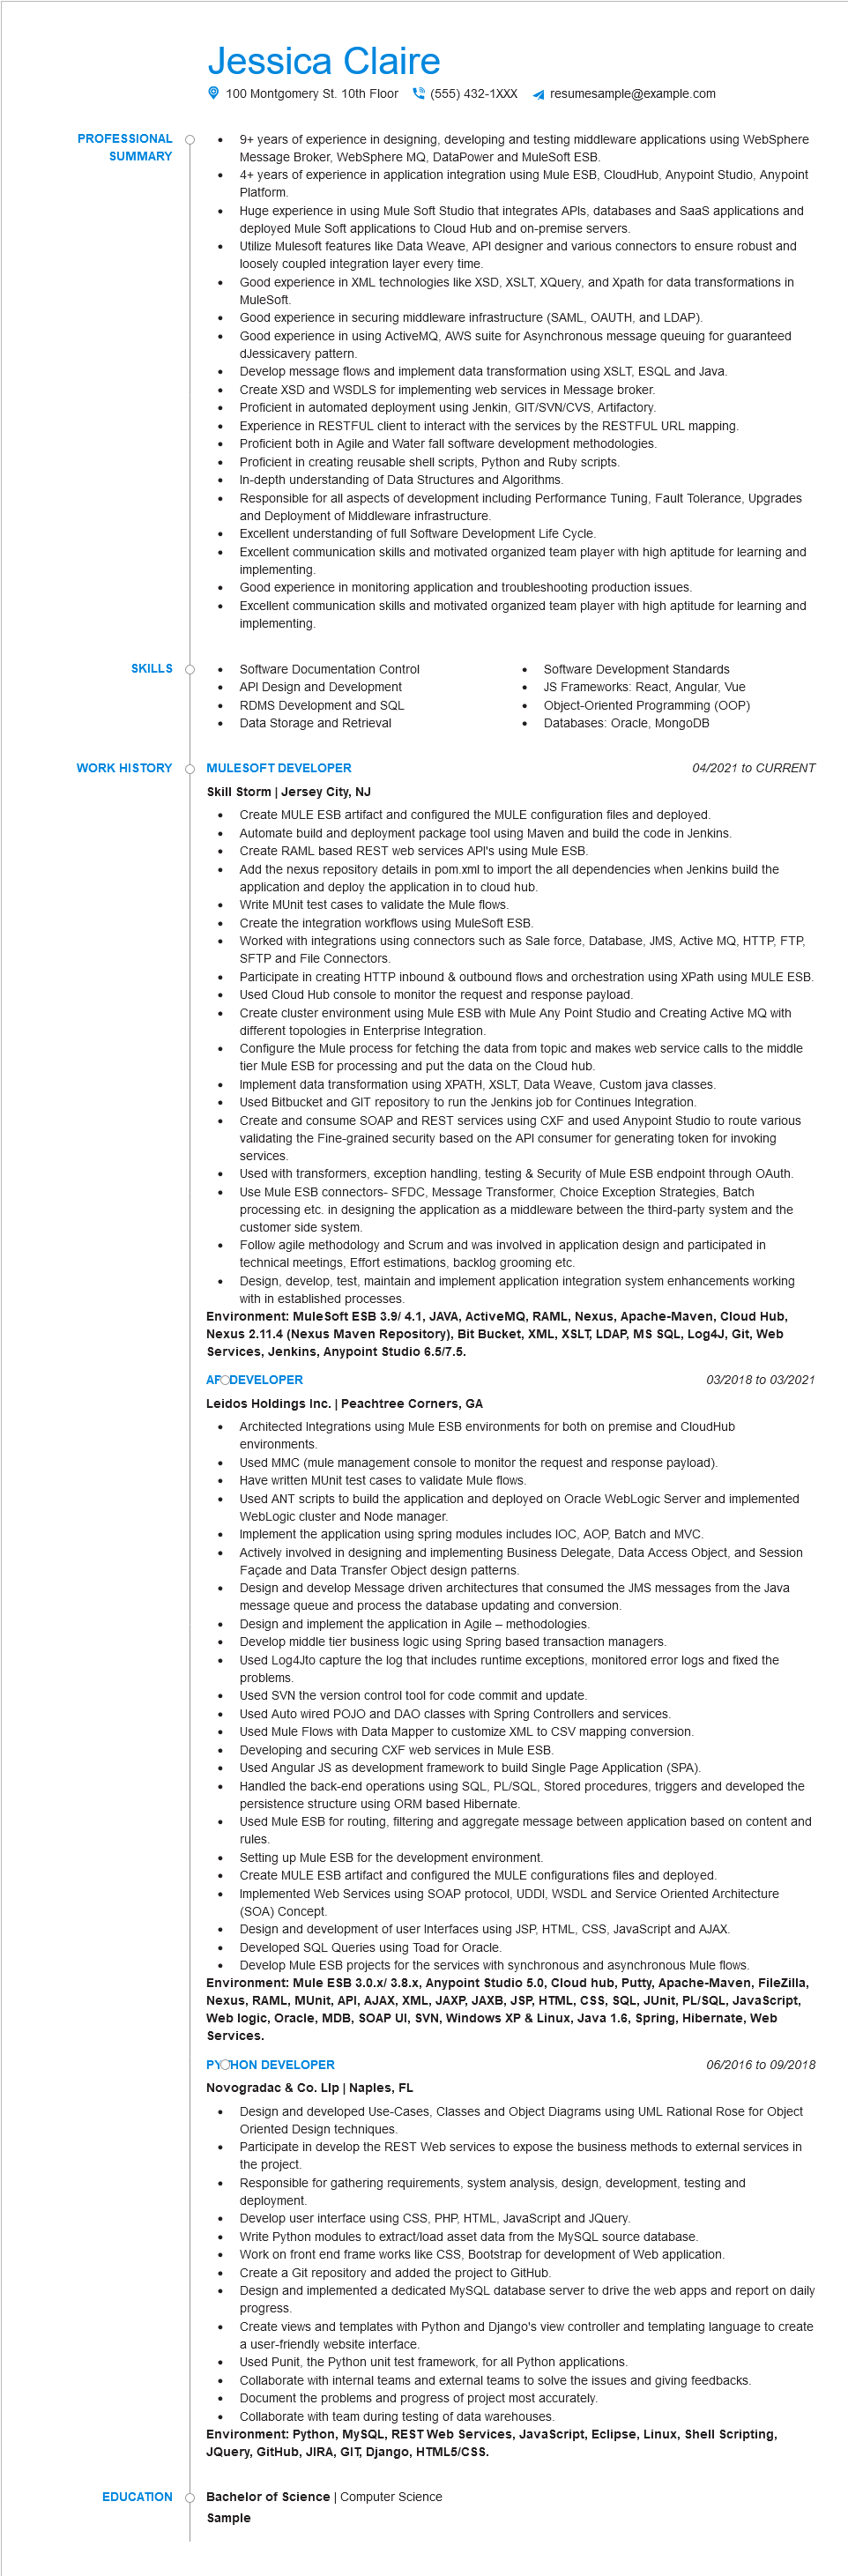 Jessica Claire
100 Montgomery St. 10th Floor (555) 432-1XXX resumesample@example.com
PROFESSIONAL
SUMMARY
• 9+ years of experience in designing, developing and testing middleware applications using WebSphere
Message Broker, WebSphere MQ, DataPower and MuleSoft ESB.
• 4+ years of experience in application integration using Mule ESB, CloudHub, Anypoint Studio, Anypoint
Platform.
• Huge experience in using Mule Soft Studio that integrates APIs, databases and SaaS applications and
deployed Mule Soft applications to Cloud Hub and on-premise servers.
• Utilize Mulesoft features like Data Weave, API designer and various connectors to ensure robust and
loosely coupled integration layer every time.
• Good experience in XML technologies like XSD, XSLT, XQuery, and Xpath for data transformations in
MuleSoft.
• Good experience in securing middleware infrastructure (SAML, OAUTH, and LDAP).
• Good experience in using ActiveMQ, AWS suite for Asynchronous message queuing for guaranteed
dJessicavery pattern.
• Develop message flows and implement data transformation using XSLT, ESQL and Java.
• Create XSD and WSDLS for implementing web services in Message broker.
• Proficient in automated deployment using Jenkin, GIT/SVN/CVS, Artifactory.
• Experience in RESTFUL client to interact with the services by the RESTFUL URL mapping.
• Proficient both in Agile and Water fall software development methodologies.
• Proficient in creating reusable shell scripts, Python and Ruby scripts.
• In-depth understanding of Data Structures and Algorithms.
• Responsible for all aspects of development including Performance Tuning, Fault Tolerance, Upgrades
and Deployment of Middleware infrastructure.
• Excellent understanding of full Software Development Life Cycle.
• Excellent communication skills and motivated organized team player with high aptitude for learning and
implementing.
• Good experience in monitoring application and troubleshooting production issues.
• Excellent communication skills and motivated organized team player with high aptitude for learning and
implementing.
SKILLS
• Software Documentation Control
• API Design and Development
• RDMS Development and SQL
• Data Storage and Retrieval
• Software Development Standards
• JS Frameworks: React, Angular, Vue
• Object-Oriented Programming (OOP)
• Databases: Oracle, MongoDB
WORK HISTORY
MULESOFT DEVELOPER 04/2021 to CURRENT
Skill Storm | Jersey City, NJ
• Create MULE ESB artifact and configured the MULE configuration files and deployed.
• Automate build and deployment package tool using Maven and build the code in Jenkins.
• Create RAML based REST web services API's using Mule ESB.
• Add the nexus repository details in pom.xml to import the all dependencies when Jenkins build the
application and deploy the application in to cloud hub.
• Write MUnit test cases to validate the Mule flows.
• Create the integration workflows using MuleSoft ESB.
• Worked with integrations using connectors such as Sale force, Database, JMS, Active MQ, HTTP, FTP,
SFTP and File Connectors.
• Participate in creating HTTP inbound & outbound flows and orchestration using XPath using MULE ESB.
• Used Cloud Hub console to monitor the request and response payload.
• Create cluster environment using Mule ESB with Mule Any Point Studio and Creating Active MQ with
different topologies in Enterprise Integration.
• Configure the Mule process for fetching the data from topic and makes web service calls to the middle
tier Mule ESB for processing and put the data on the Cloud hub.
• Implement data transformation using XPATH, XSLT, Data Weave, Custom java classes.
• Used Bitbucket and GIT repository to run the Jenkins job for Continues Integration.
• Create and consume SOAP and REST services using CXF and used Anypoint Studio to route various
validating the Fine-grained security based on the API consumer for generating token for invoking
services.
• Used with transformers, exception handling, testing & Security of Mule ESB endpoint through OAuth.
• Use Mule ESB connectors- SFDC, Message Transformer, Choice Exception Strategies, Batch
processing etc. in designing the application as a middleware between the third-party system and the
customer side system.
• Follow agile methodology and Scrum and was involved in application design and participated in
technical meetings, Effort estimations, backlog grooming etc.
• Design, develop, test, maintain and implement application integration system enhancements working
with in established processes.
Environment: MuleSoft ESB 3.9/ 4.1, JAVA, ActiveMQ, RAML, Nexus, Apache-Maven, Cloud Hub,
Nexus 2.11.4 (Nexus Maven Repository), Bit Bucket, XML, XSLT, LDAP, MS SQL, Log4J, Git, Web
Services, Jenkins, Anypoint Studio 6.5/7.5.
DEVELOPER 03/2018 to 03/2021
Leidos Holdings Inc. | Peachtree Corners, GA
• Architected Integrations using Mule ESB environments for both on premise and CloudHub
environments.
• Used MMC (mule management console to monitor the request and response payload).
• Have written MUnit test cases to validate Mule flows.
• Used ANT scripts to build the application and deployed on Oracle WebLogic Server and implemented
WebLogic cluster and Node manager.
• Implement the application using spring modules includes IOC, AOP, Batch and MVC.
• Actively involved in designing and implementing Business Delegate, Data Access Object, and Session
Façade and Data Transfer Object design patterns.
• Design and develop Message driven architectures that consumed the JMS messages from the Java
message queue and process the database updating and conversion.
• Design and implement the application in Agile – methodologies.
• Develop middle tier business logic using Spring based transaction managers.
• Used Log4Jto capture the log that includes runtime exceptions, monitored error logs and fixed the
problems.
• Used SVN the version control tool for code commit and update.
• Used Auto wired POJO and DAO classes with Spring Controllers and services.
• Used Mule Flows with Data Mapper to customize XML to CSV mapping conversion.
• Developing and securing CXF web services in Mule ESB.
• Used Angular JS as development framework to build Single Page Application (SPA).
• Handled the back-end operations using SQL, PL/SQL, Stored procedures, triggers and developed the
persistence structure using ORM based Hibernate.
• Used Mule ESB for routing, filtering and aggregate message between application based on content and
rules.
• Setting up Mule ESB for the development environment.
• Create MULE ESB artifact and configured the MULE configurations files and deployed.
• Implemented Web Services using SOAP protocol, UDDI, WSDL and Service Oriented Architecture
(SOA) Concept.
• Design and development of user Interfaces using JSP, HTML, CSS, JavaScript and AJAX.
• Developed SQL Queries using Toad for Oracle.
• Develop Mule ESB projects for the services with synchronous and asynchronous Mule flows.
Environment: Mule ESB 3.0.x/ 3.8.x, Anypoint Studio 5.0, Cloud hub, Putty, Apache-Maven, FileZilla,
Nexus, RAML, MUnit, API, AJAX, XML, JAXP, JAXB, JSP, HTML, CSS, SQL, JUnit, PL/SQL, JavaScript,
Web logic, Oracle, MDB, SOAP UI, SVN, Windows XP & Linux, Java 1.6, Spring, Hibernate, Web
Services.
PYTHON DEVELOPER 06/2016 to 09/2018
Novogradac & Co. Llp | Naples, FL
• Design and developed Use-Cases, Classes and Object Diagrams using UML Rational Rose for Object
Oriented Design techniques.
• Participate in develop the REST Web services to expose the business methods to external services in
the project.
• Responsible for gathering requirements, system analysis, design, development, testing and
deployment.
• Develop user interface using CSS, PHP, HTML, JavaScript and JQuery.
• Write Python modules to extract/load asset data from the MySQL source database.
• Work on front end frame works like CSS, Bootstrap for development of Web application.
• Create a Git repository and added the project to GitHub.
• Design and implemented a dedicated MySQL database server to drive the web apps and report on daily
progress.
• Create views and templates with Python and Django's view controller and templating language to create
a user-friendly website interface.
• Used Punit, the Python unit test framework, for all Python applications.
• Collaborate with internal teams and external teams to solve the issues and giving feedbacks.
• Document the problems and progress of project most accurately.
• Collaborate with team during testing of data warehouses.
Environment: Python, MySQL, REST Web Services, JavaScript, Eclipse, Linux, Shell Scripting,
JQuery, GitHub, JIRA, GIT, Django, HTML5/CSS.
EDUCATION
Bachelor of Science | Computer Science
Sample